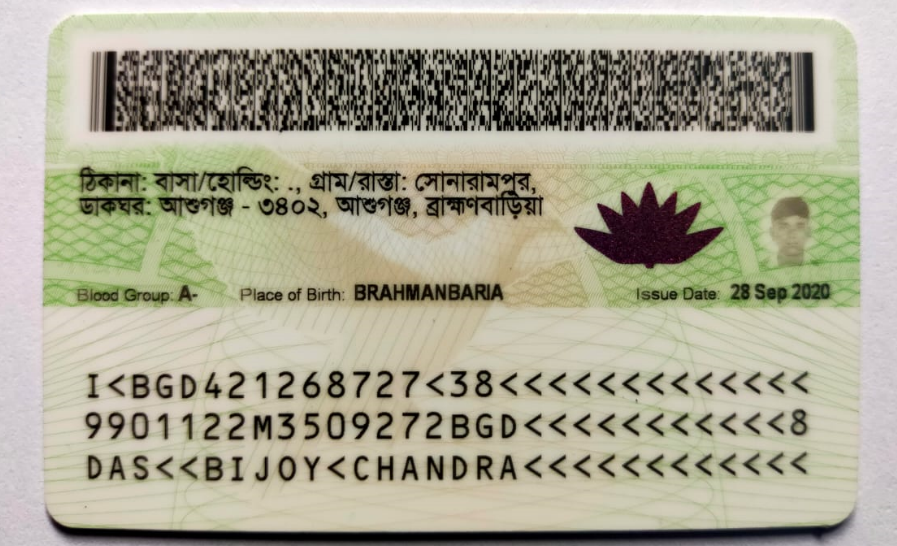 ঠিকানা: বাসা/হোল্ডিং: ., গ্রাম/রাস্তা: সোনারামপুর,
ডাকঘর: আশুগঞ্জ - ৩৪০২, আশুগঞ্জ, ব্রাহ্মণবাড়িয়া
Blood Group: A- Place of Birth: BRAHMANBARIA Issue Date: 28 Sep 2020
I<BGD421268727<38<<<<<<<<<<<<<
9901122M3509272BGD<<<<<<<<<<<8
DAS<<BIJOY<CHANDRA<<<<<<<<<<<<